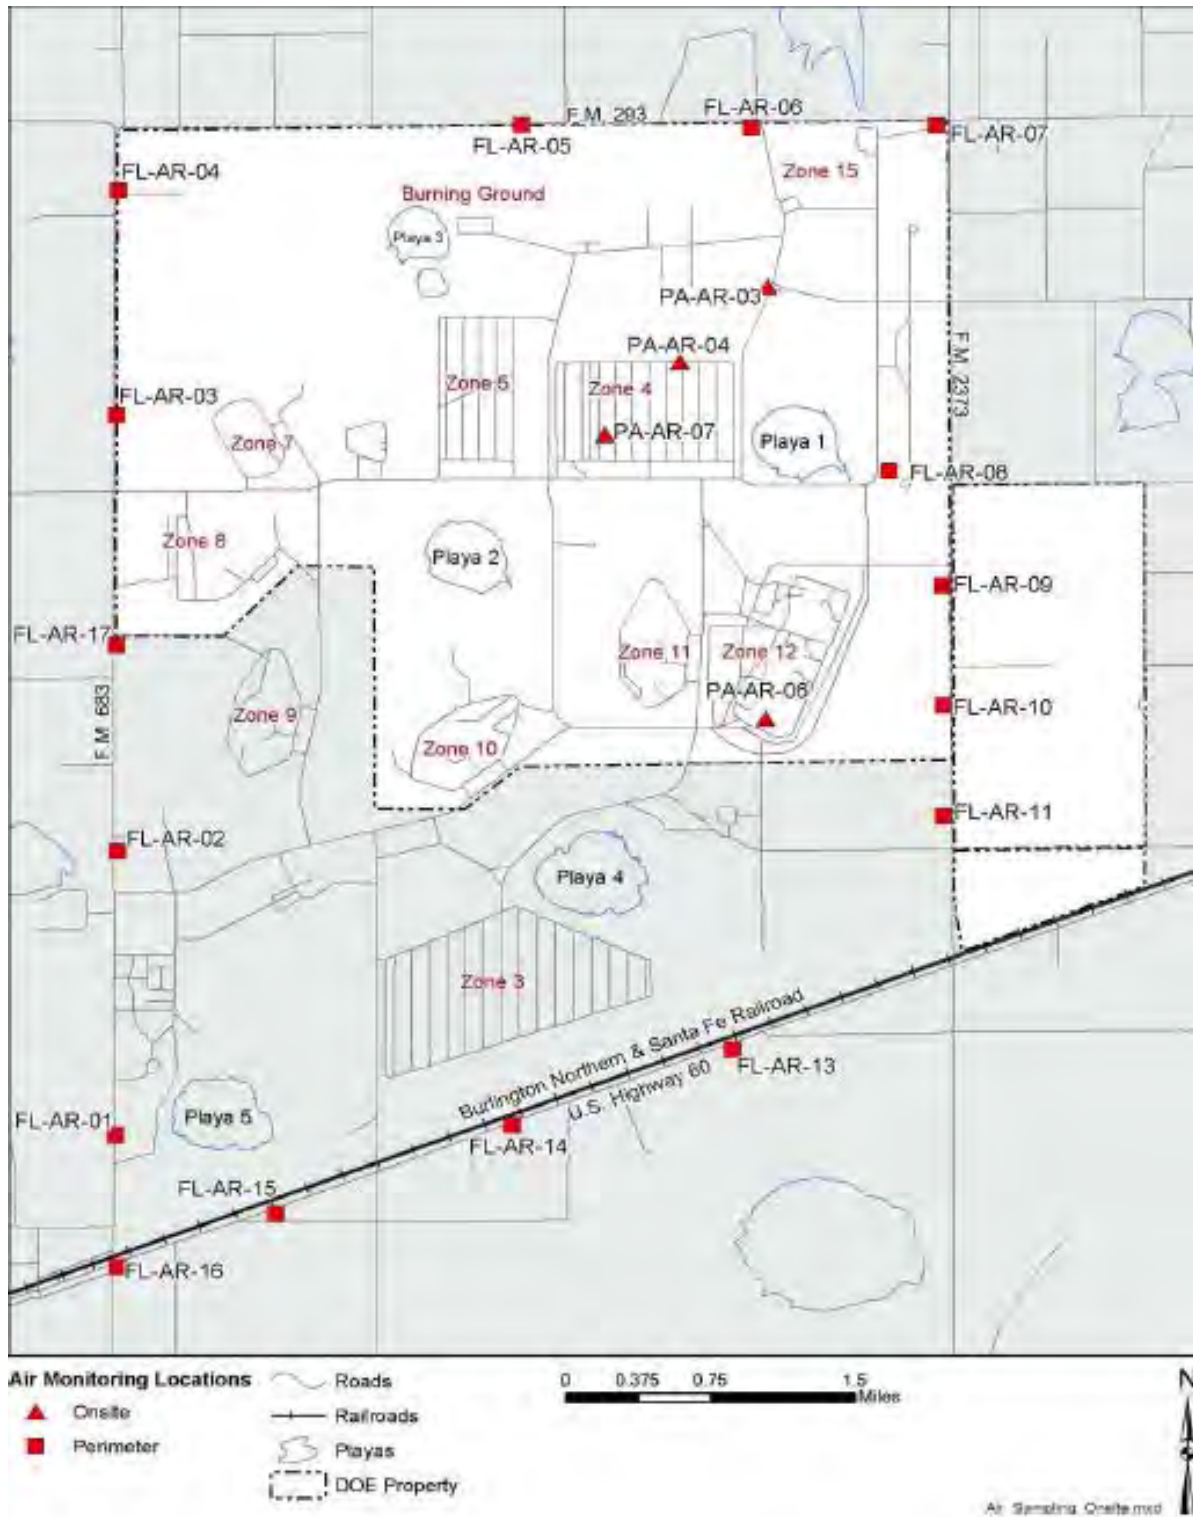 F.M. 293
FL-AR-06
FL-AR-05
FL-AR-07
FL-AR-04
Zone 15
Burning Ground
Playa 3
PA-AR-03
PA-AR-04
F.M. 2373
Zone 5
Zone 4
FL-AR-03
Zone 7
PA-AR-07
Playa 1
FL-AR-08
Zone 8
Playa 2
FL-AR-09
FL-AR-17
Zone 11
Zone 12
PA-AR-06
F.M. 683
Zone 9
FL-AR-10
Zone 10
FL-AR-11
FL-AR-02
Playa 4
Zone 3
Burlington Northern & Santa Fe Railroad
U.S. Highway 60
FL-AR-13
FL-AR-01
Playa 5
FL-AR-14
FL-AR-15
FL-AR-16
Air Monitoring Locations
Onsite
Perimeter
Roads
Railroads
Playas
DOE Property
0 0.375 0.75 1.5
Miles
N
Air_Sampling_Onsite.mxd